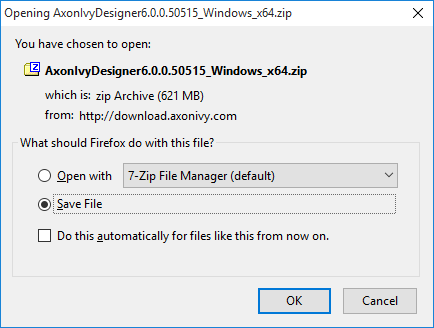 Opening AxonIvyDesigner6.0.0.50515_Windows_x64.zip
You have chosen to open:
AxonIvyDesigner6.0.0.50515_Windows_x64.zip
which is: zip Archive (621 MB)
from: http://download.axonivy.com
What should Firefox do with this file?
Open with 7-Zip File Manager (default)
Save File
Do this automatically for files like this from now on.
OK Cancel